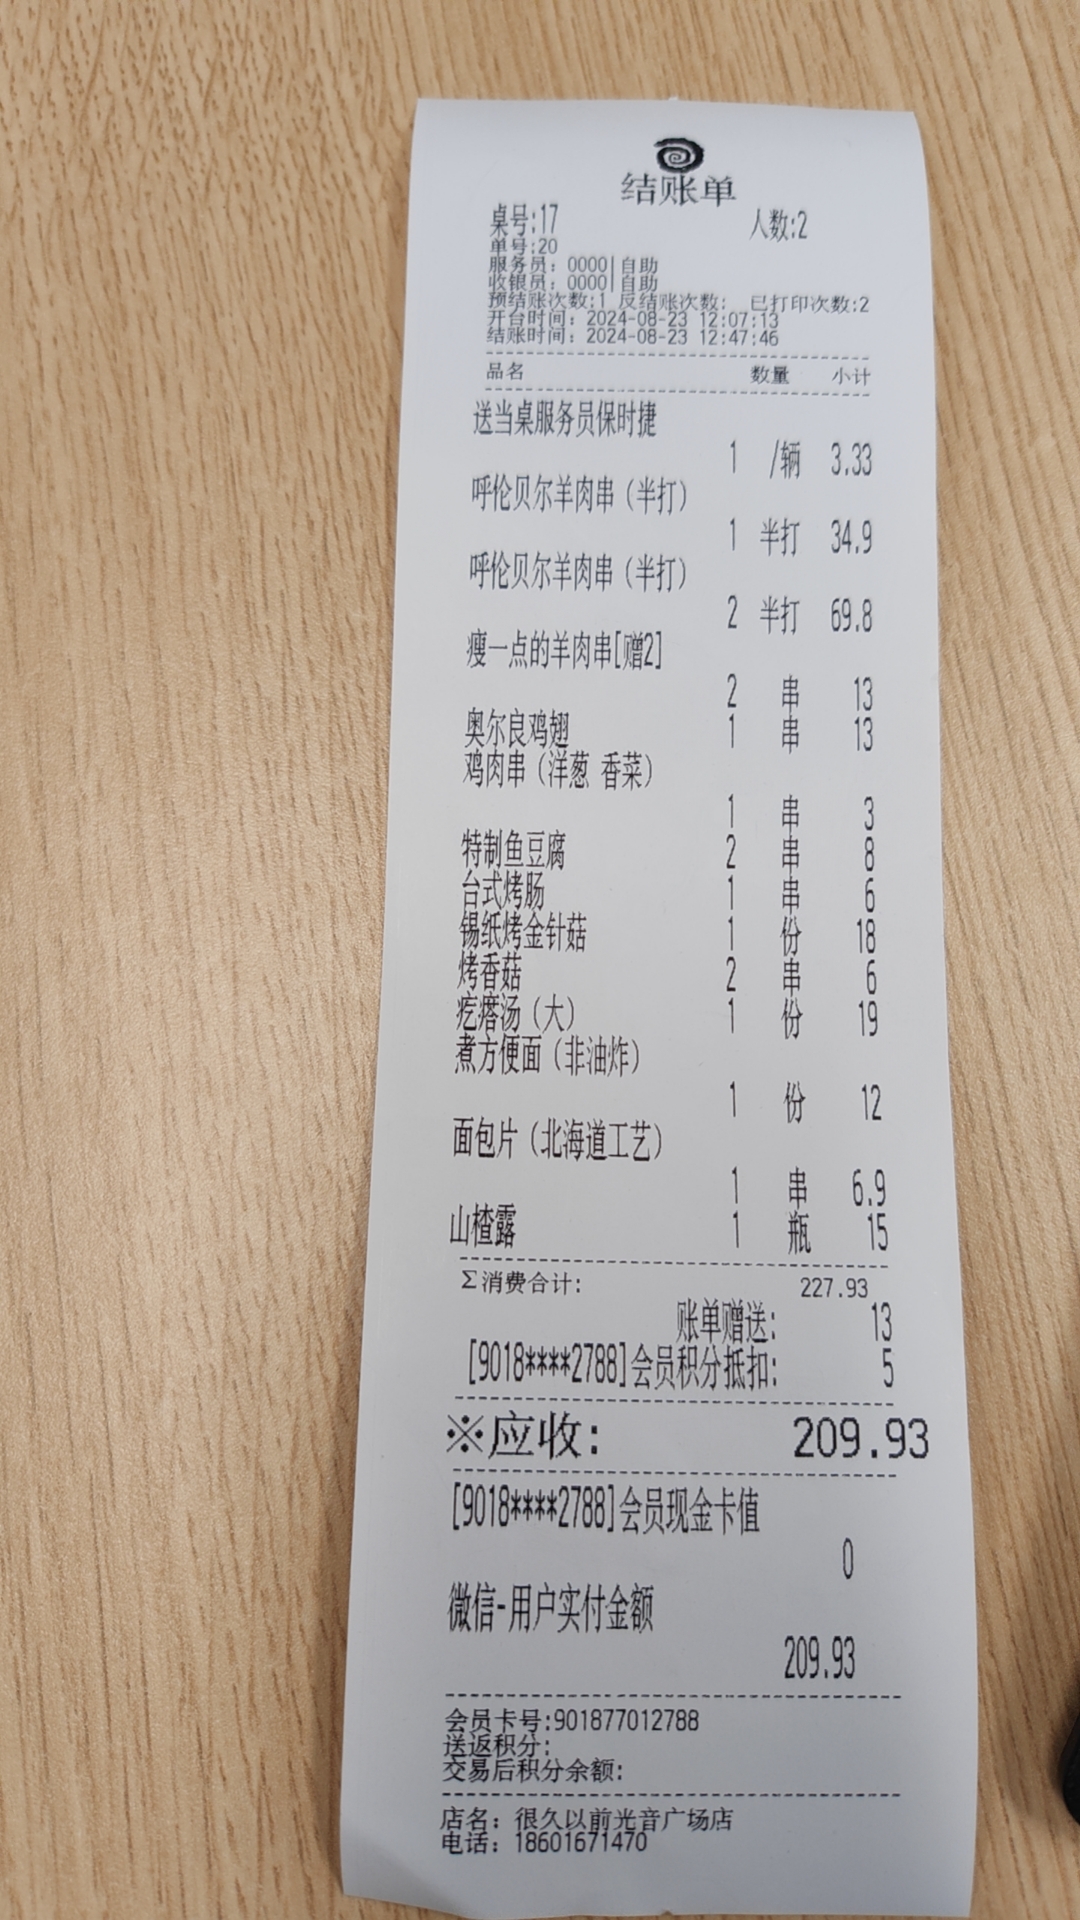 结账单
桌号:17 人数:2
单号:20
服务员: 0000|自助
收银员: 0000|自助
预结账次数:1 反结账次数: 已打印次数:2
开台时间: 2024-08-23 12:07:13
结账时间: 2024-08-23 12:47:46
品名 数量 小计
送当桌服务员保时捷
1 /辆 3.33
呼伦贝尔羊肉串(半打)
1 半打 34.9
呼伦贝尔羊肉串(半打)
2 半打 69.8
瘦一点的羊肉串[赠2]
2 串 13
奥尔良鸡翅 1 串 13
鸡肉串(洋葱 香菜)
1 串 3
特制鱼豆腐 2 串 8
台式烤肠 1 串 6
锡纸烤金针菇 1 份 18
烤香菇 2 串 6
疙瘩汤(大) 1 份 19
煮方便面(非油炸)
1 份 12
面包片(北海道工艺)
1 串 6.9
山楂露 1 瓶 15
Σ消费合计: 227.93
账单赠送: 13
[9018****2788]会员积分抵扣: 5
※应收: 209.93
[9018****2788]会员现金卡值
0
微信-用户实付金额
209.93
会员卡号:901877012788
送返积分:
交易后积分余额:
店名: 很久以前光音广场店
电话: 18601671470